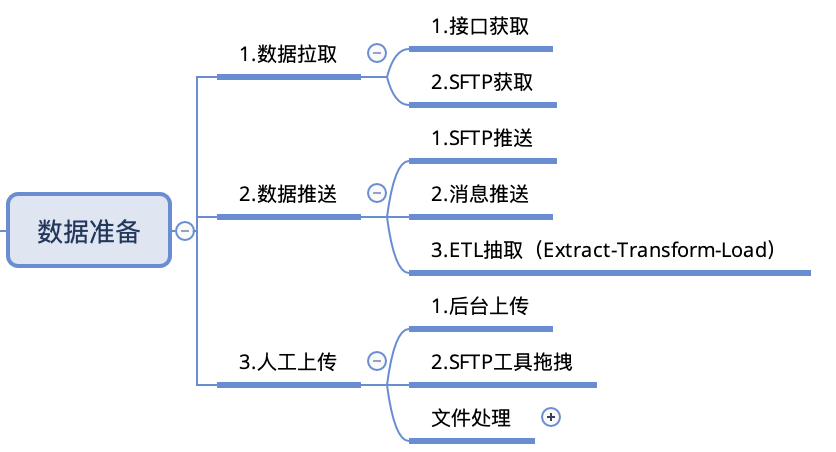 数据准备
1.数据拉取
1.接口获取
2.SFTP获取
2.数据推送
1.SFTP推送
2.消息推送
3.ETL抽取（Extract-Transform-Load）
3.人工上传
1.后台上传
2.SFTP工具拖拽
文件处理